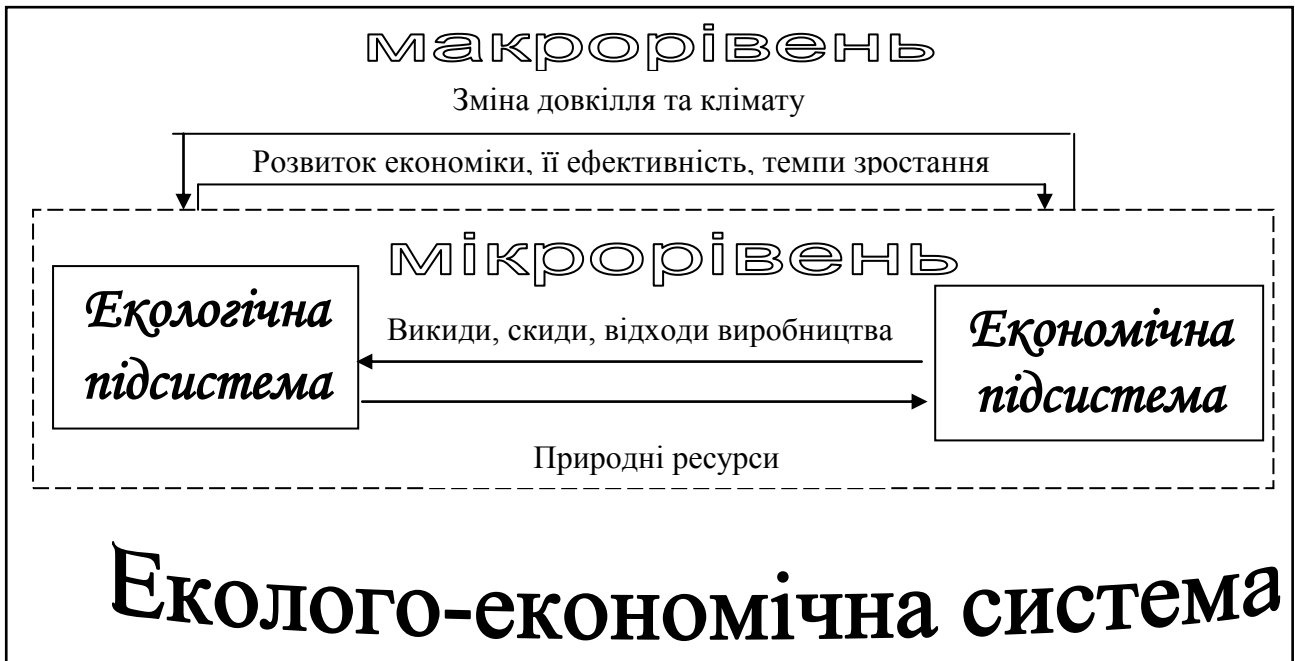 макрорівень
Зміна довкілля та клімату
Розвиток економіки, її ефективність, темпи зростання
мікрорівень
Екологічна
підсистема
Викиди, скиди, відходи виробництва
Економічна
підсистема
Природні ресурси
Еколого-економічна система